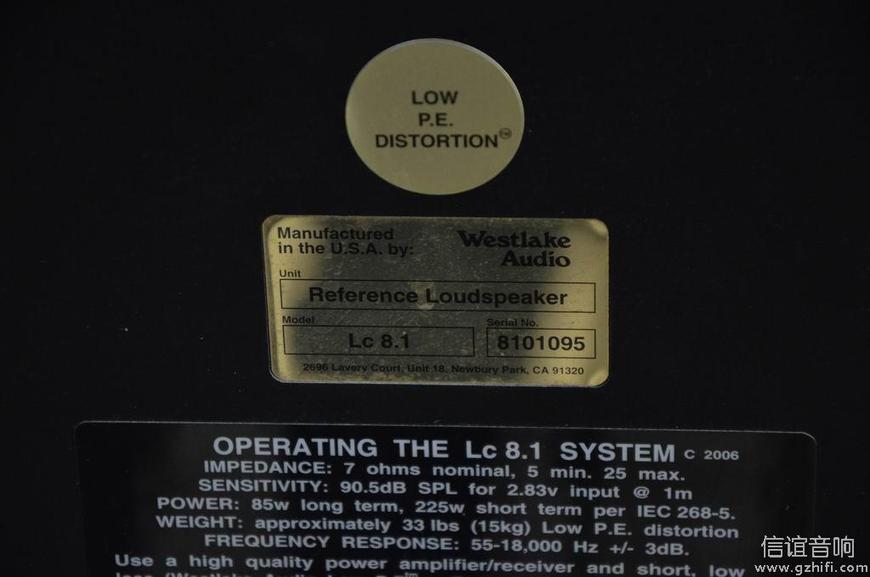 LOW
P.E.
DISTORTION™
Manufactured
in the U.S.A. by:
Westlake
Audio
Unit
Reference Loudspeaker
Model
Serial No.
Lc 8.1
8101095
2696 Lavery Court, Unit 18, Newbury Park, CA 91320
OPERATING THE Lc 8.1 SYSTEM C 2006
IMPEDANCE: 7 ohms nominal, 5 min. 25 max.
SENSITIVITY: 90.5dB SPL for 2.83v input @ 1m
POWER: 85w long term, 225w short term per IEC 268-5.
WEIGHT: approximately 33 lbs (15kg) Low P.E. distortion
FREQUENCY RESPONSE: 55-18,000 Hz +/- 3dB.
Use a high quality power amplifier/receiver and short, low
loss (Westlake Audio
信谊音响
www.gzhifi.com